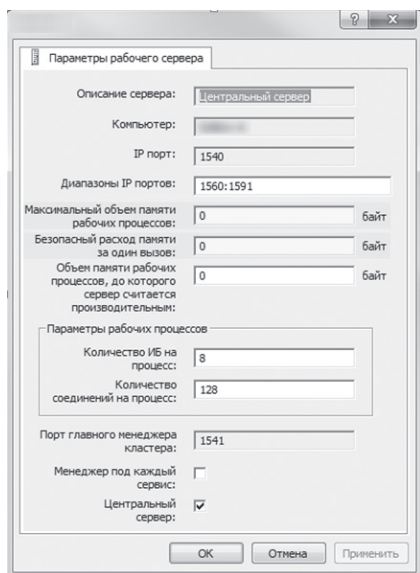 Параметры рабочего сервера
Описание сервера:
Центральный сервер
Компьютер:
IP порт:
1540
Диапазоны IP портов:
1560:1591
Максимальный объем памяти
рабочих процессов:
0
байт
Безопасный расход памяти
за один вызов:
0
байт
Объем памяти рабочих
процессов, до которого
сервер считается
производительным:
0
байт
Параметры рабочих процессов
Количество ИБ на
процесс:
8
Количество
соединений на процесс:
128
Порт главного менеджера
кластера:
1541
Менеджер под каждый
сервис:
Центральный
сервер:
OK
Отмена
Применить